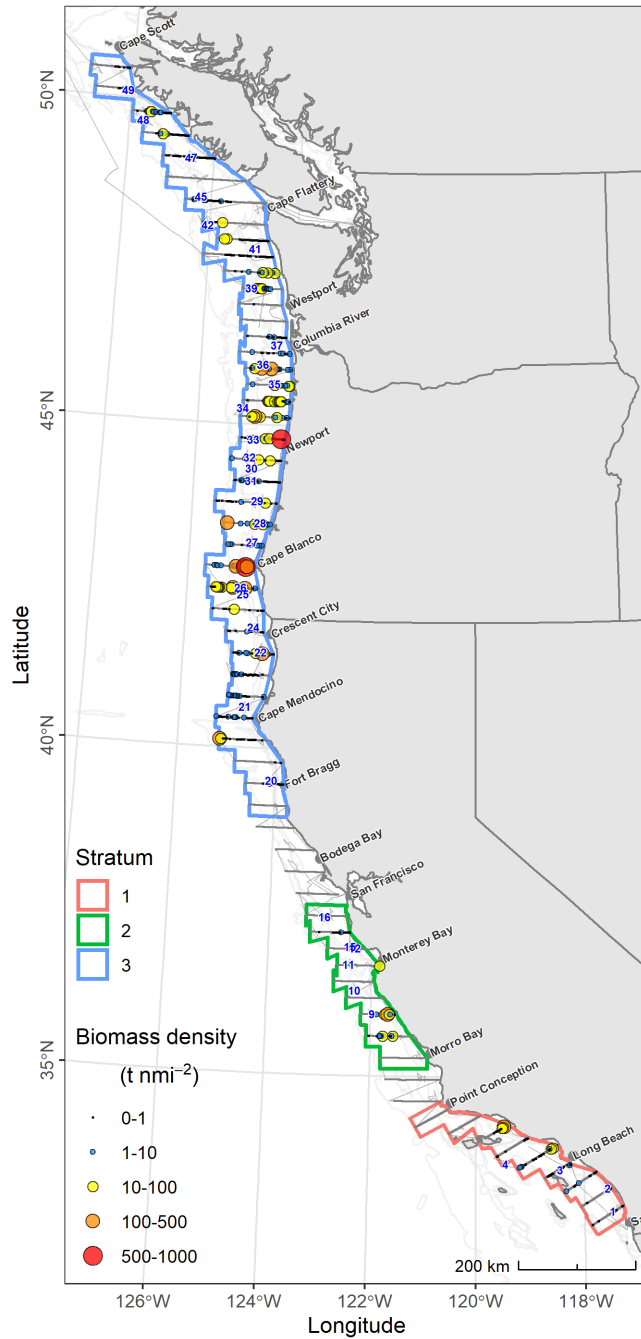 Cape Scott
50°N
49
48
47
45
Cape Flattery
42
41
39
Westport
Columbia River
37
36
35
45°N
34
33
Newport
32
30
31
29
28
27
Cape Blanco
26
25
24
Crescent City
22
21
Cape Mendocino
40°N
20
Fort Bragg
Bodega Bay
San Francisco
16
15
12
Monterey Bay
11
10
9
Morro Bay
35°N
Point Conception
Long Beach
4
3
2
1
Sa
Latitude
Stratum
1
2
3
Biomass density
(t nmi⁻²)
0-1
1-10
10-100
100-500
500-1000
200 km
126°W
124°W
122°W
120°W
118°W
Longitude